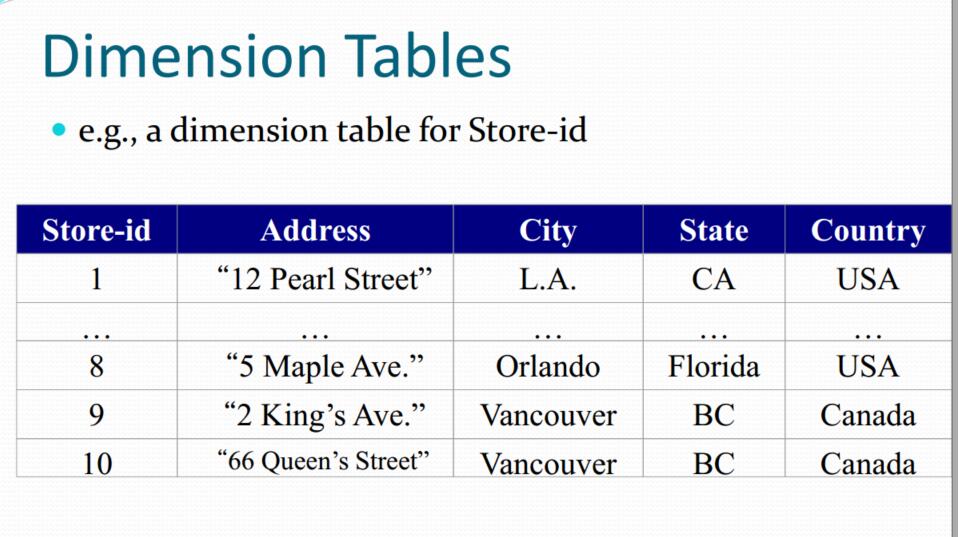 Dimension Tables
• e.g., a dimension table for Store-id
Store-id Address City State Country
1 “12 Pearl Street” L.A. CA USA
… … … … …
8 “5 Maple Ave.” Orlando Florida USA
9 “2 King’s Ave.” Vancouver BC Canada
10 “66 Queen’s Street” Vancouver BC Canada